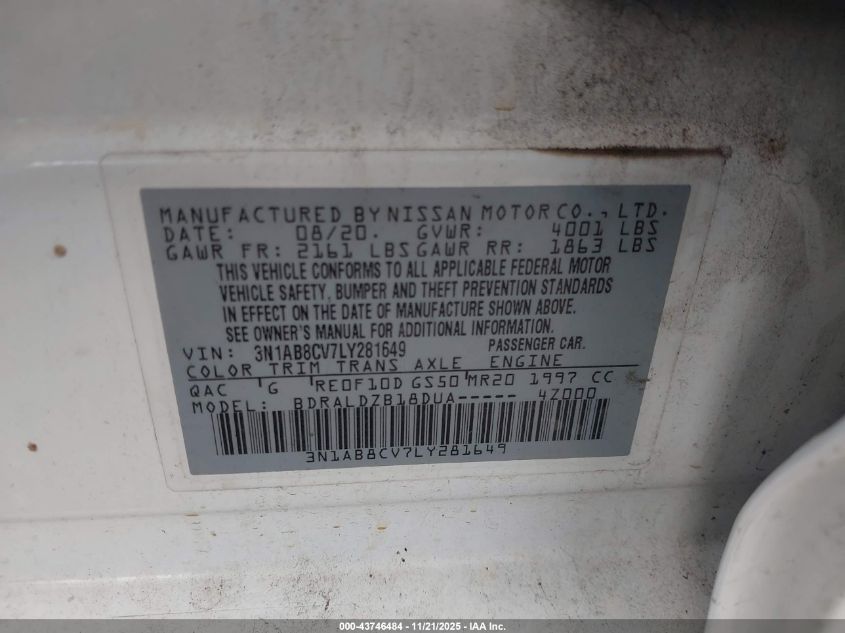 MANUFACTURED BY NISSAN MOTOR CO., LTD.
DATE: 08/20. GVWR: 4001 LBS
GAWR FR: 2161 LBS GAWR RR: 1863 LBS
THIS VEHICLE CONFORMS TO ALL APPLICABLE FEDERAL MOTOR
VEHICLE SAFETY, BUMPER AND THEFT PREVENTION STANDARDS
IN EFFECT ON THE DATE OF MANUFACTURE SHOWN ABOVE.
SEE OWNER'S MANUAL FOR ADDITIONAL INFORMATION.
VIN: 3N1AB8CV7LY281649 PASSENGER CAR.
COLOR TRIM TRANS AXLE ENGINE
QAC G RE0F10D GS50 MR20 1997 CC
MODEL: BDRALDZB18DUA----- 4Z000
3N1AB8CV7LY281649
000-43746484 - 11/21/2025 - IAA Inc.